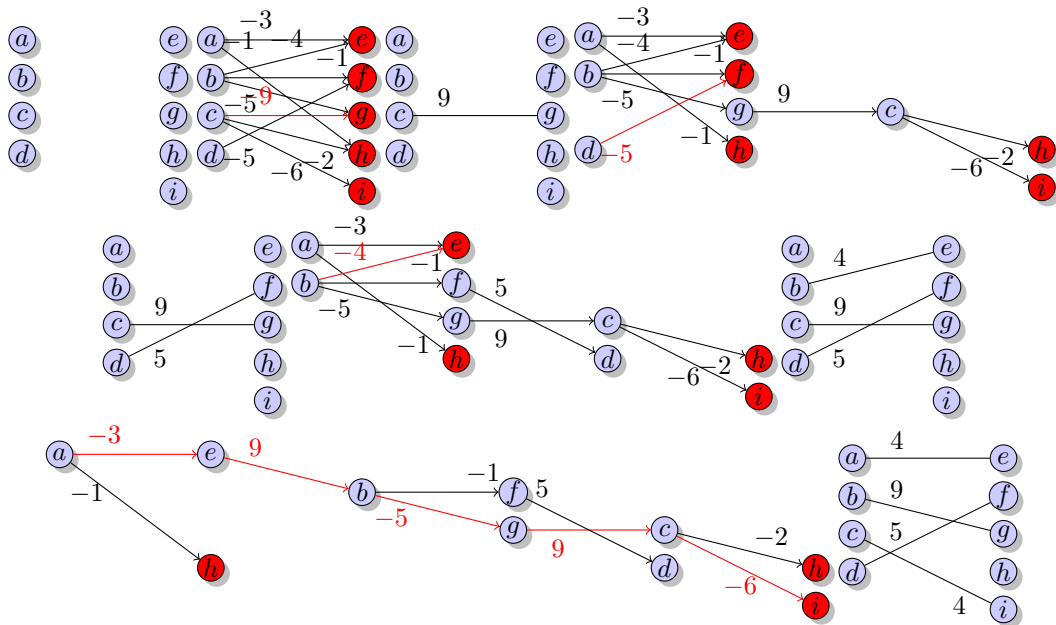 −3 −3
a e a −1 −4 e a e a −4 e
−1 −1
b f b f b f b f
−5 −9 9 −5 9
c g c g c g g c
−1
d h d −5 −2 h d h d −5 h −6 −2 h
−6
i i i i
−3
a e a −4 e a e
−1 4
b f b −5 f 5 b f
9 9
c g c g 9 c c g
−1
d 5 h h d −6 −2 h d 5 h
i i i
−3 9 4
a e a e
−1 −1 5 9
b f b f
−5 5
g 9 c −2 c g
h d h d h
−6 4
i i